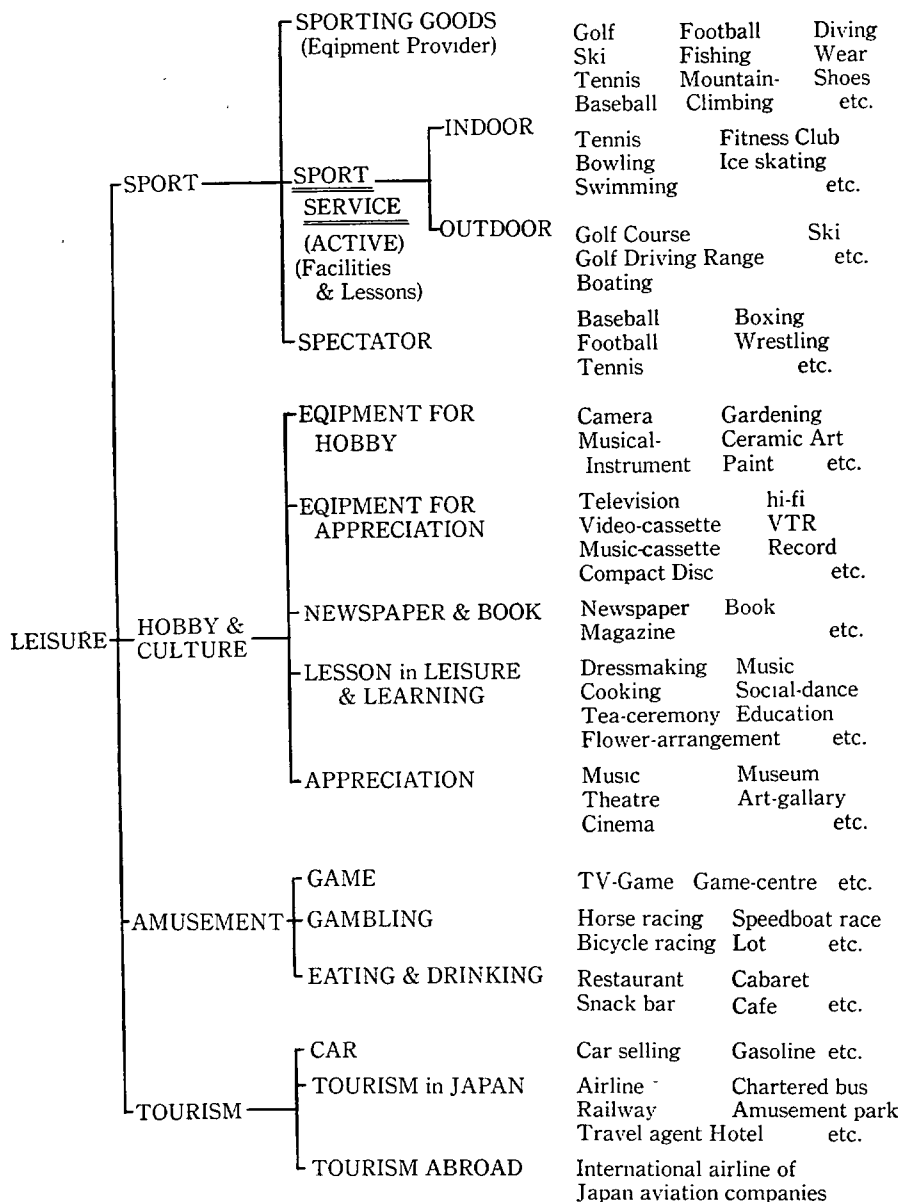 SPORTING GOODS
(Eqipment Provider)
Golf Football Diving
Ski Fishing Wear
Tennis Mountain- Shoes
Baseball Climbing etc.
INDOOR
Tennis Fitness Club
Bowling Ice skating
Swimming etc.
SPORT
SPORT
SERVICE
(ACTIVE)
(Facilities
& Lessons)
OUTDOOR
Golf Course Ski
Golf Driving Range etc.
Boating
SPECTATOR
Baseball Boxing
Football Wrestling
Tennis etc.
EQIPMENT FOR
HOBBY
Camera Gardening
Musical- Ceramic Art
Instrument Paint etc.
EQIPMENT FOR
APPRECIATION
Television hi-fi
Video-cassette VTR
Music-cassette Record
Compact Disc etc.
NEWSPAPER & BOOK
Newspaper Book
Magazine etc.
LEISURE
HOBBY &
CULTURE
LESSON in LEISURE
& LEARNING
Dressmaking Music
Cooking Social-dance
Tea-ceremony Education
Flower-arrangement etc.
APPRECIATION
Music Museum
Theatre Art-gallary
Cinema etc.
GAME
TV-Game Game-centre etc.
AMUSEMENT
GAMBLING
Horse racing Speedboat race
Bicycle racing Lot etc.
EATING & DRINKING
Restaurant Cabaret
Snack bar Cafe etc.
CAR
Car selling Gasoline etc.
TOURISM
TOURISM in JAPAN
Airline Chartered bus
Railway Amusement park
Travel agent Hotel etc.
TOURISM ABROAD
International airline of
Japan aviation companies